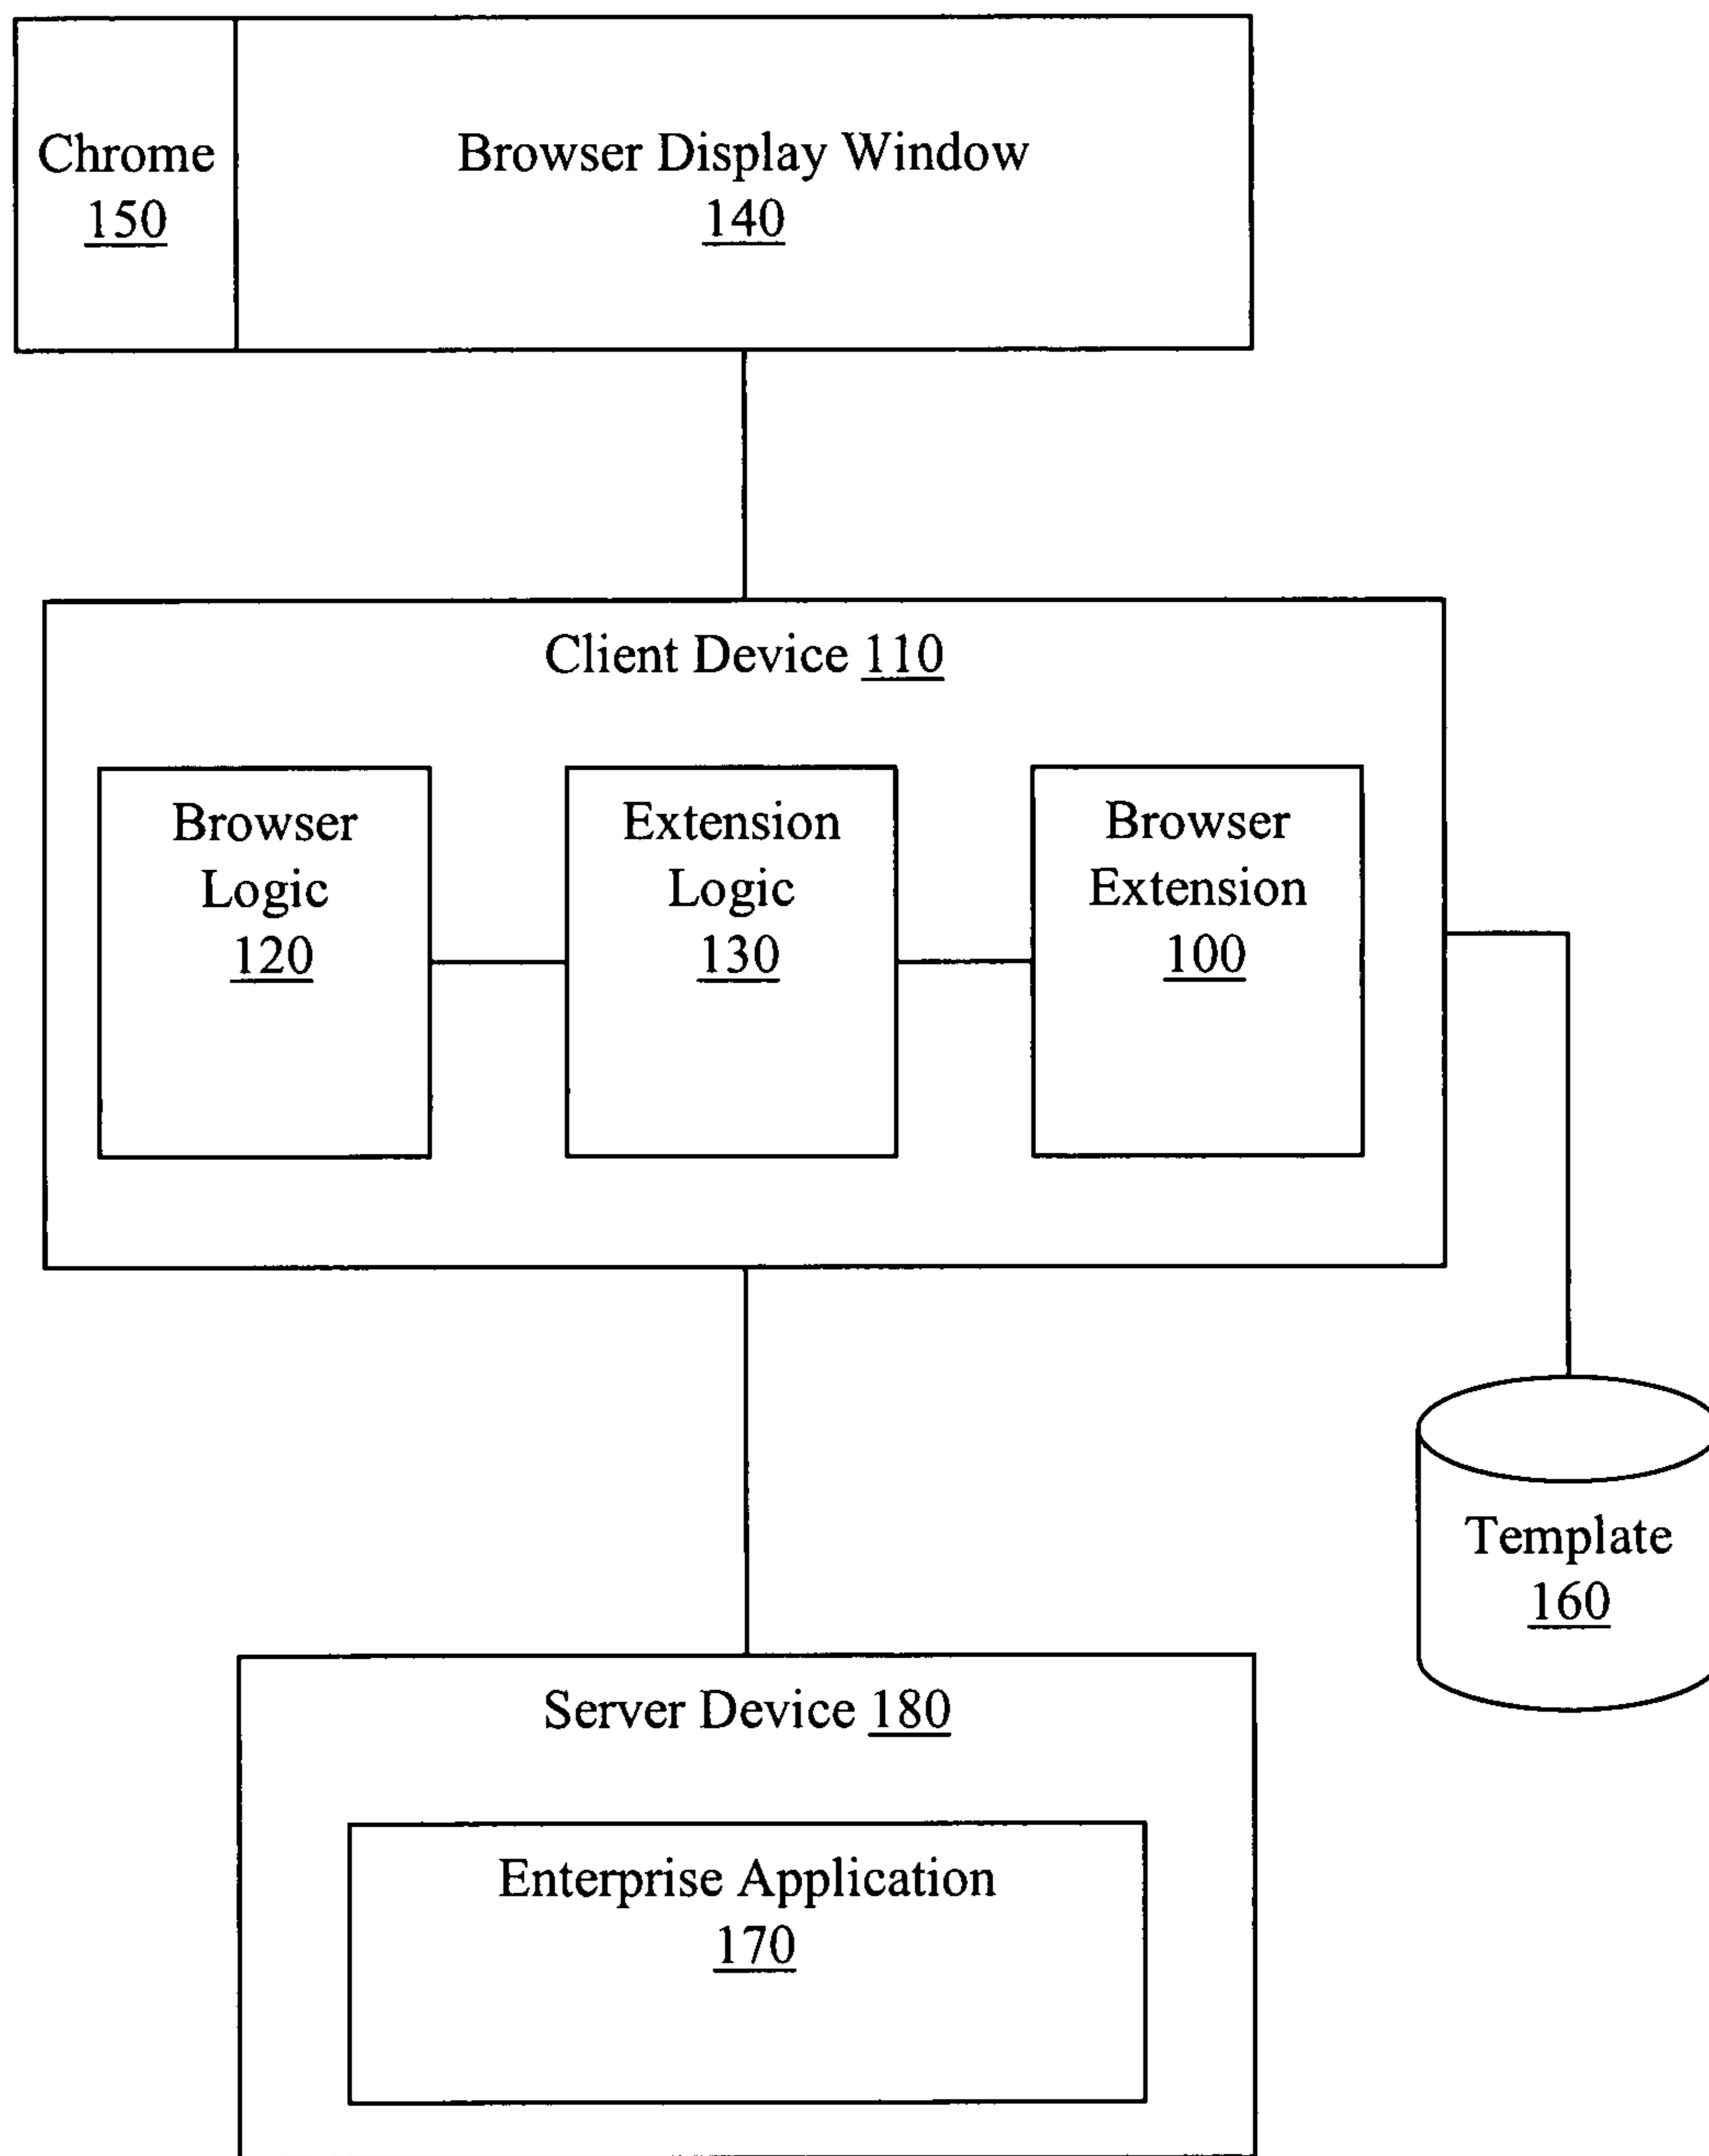 Chrome
150
Browser Display Window
140
Client Device 110
Browser
Logic
120
Extension
Logic
130
Browser
Extension
100
Template
160
Server Device 180
Enterprise Application
170